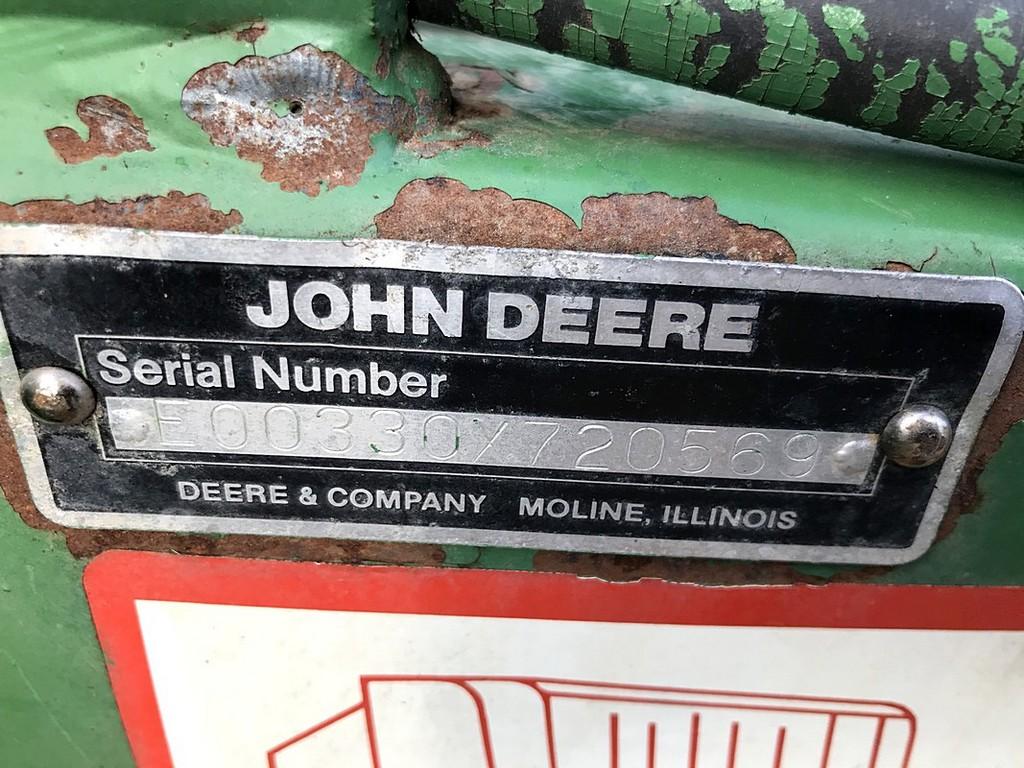 JOHN DEERE
Serial Number
E00330X720569
DEERE & COMPANY MOLINE, ILLINOIS